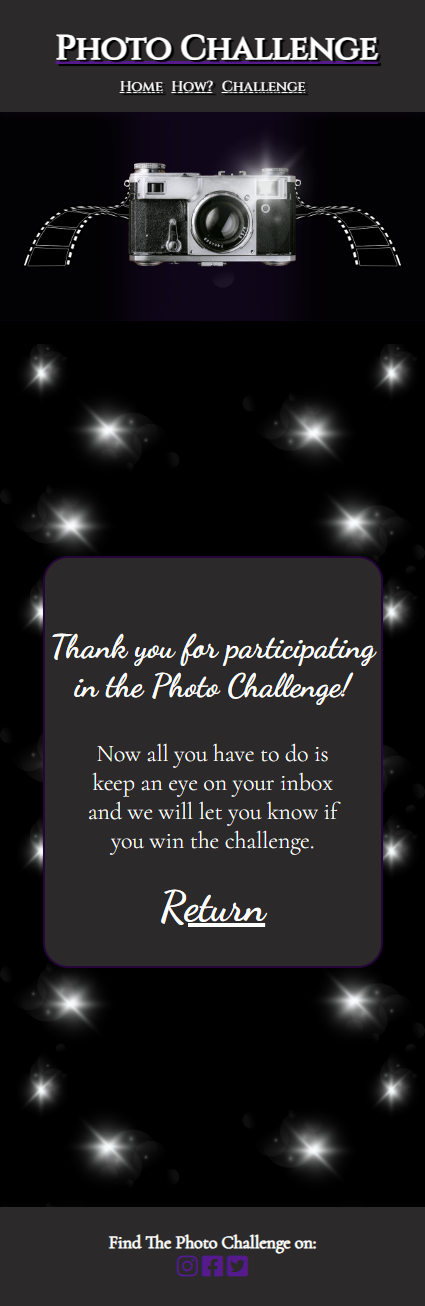 Photo Challenge
Home How? Challenge
Thank you for participating
in the Photo Challenge!
Now all you have to do is
keep an eye on your inbox
and we will let you know if
you win the challenge.
Return
Find The Photo Challenge on: